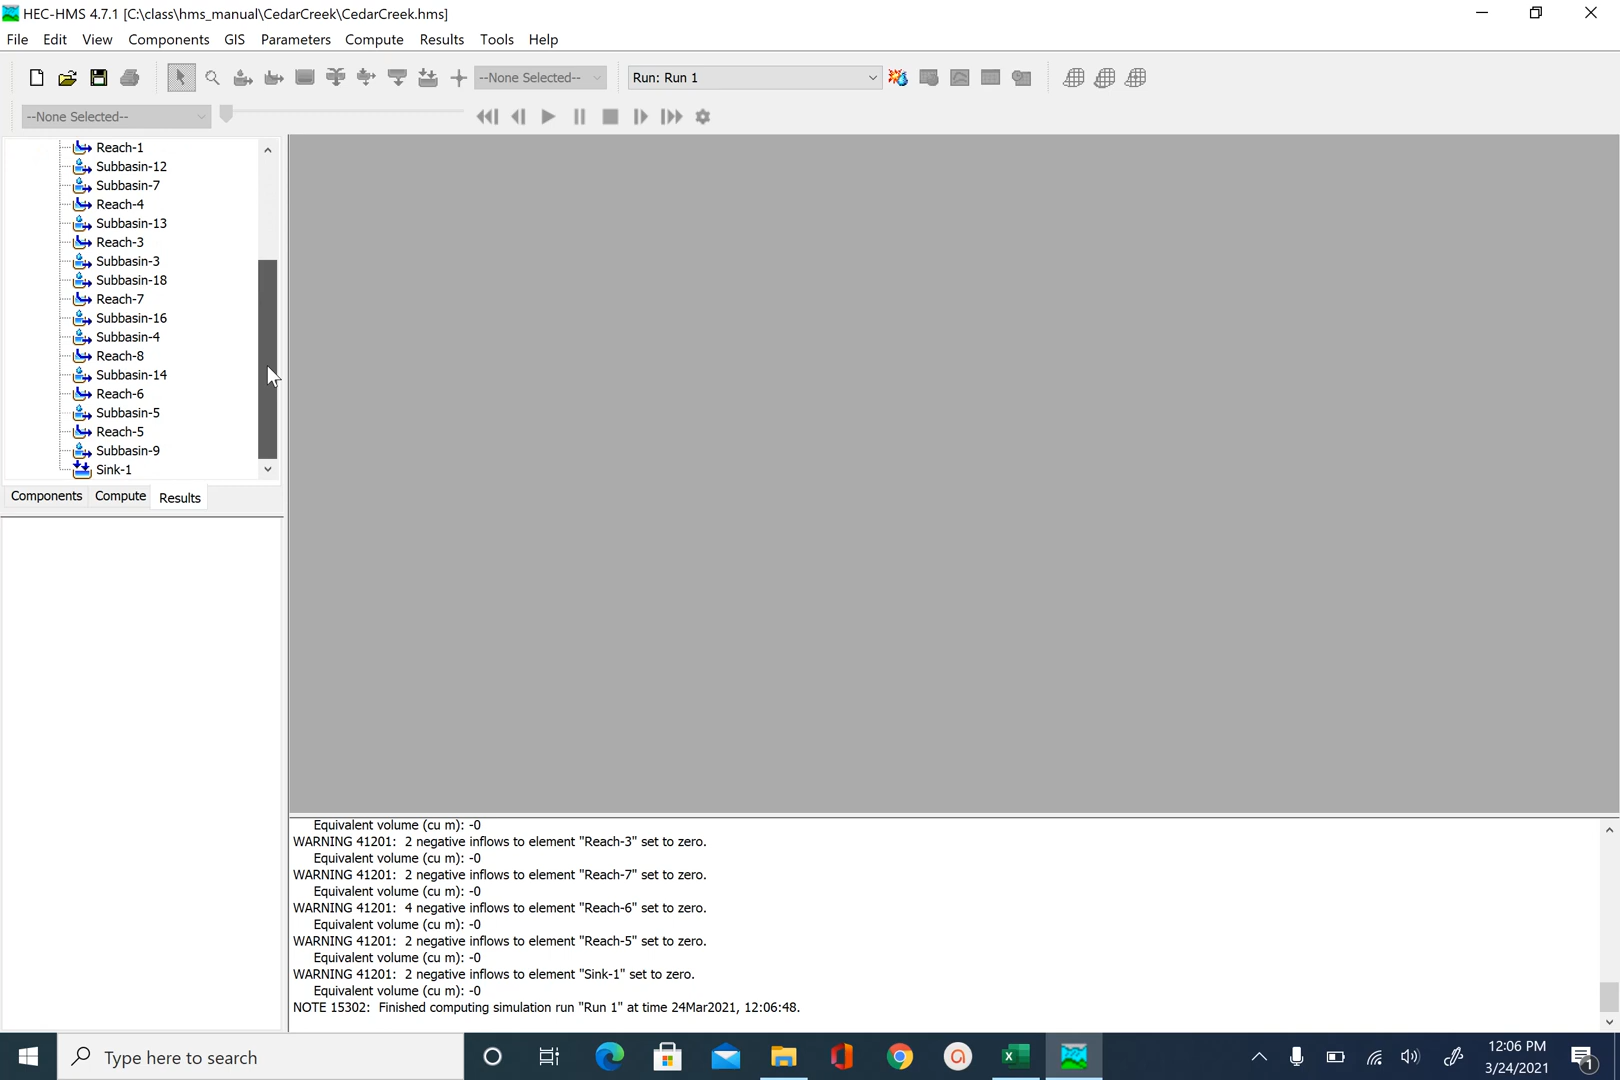 HEC-HMS 4.7.1 [C:\class\hms_manual\CedarCreek\CedarCreek.hms]
File Edit View Components GIS Parameters Compute Results Tools Help
--None Selected-- Run: Run 1
--None Selected--
Reach-1
Subbasin-12
Subbasin-7
Reach-4
Subbasin-13
Reach-3
Subbasin-3
Subbasin-18
Reach-7
Subbasin-16
Subbasin-4
Reach-8
Subbasin-14
Reach-6
Subbasin-5
Reach-5
Subbasin-9
Sink-1
Components Compute Results
Equivalent volume (cu m): -0
WARNING 41201: 2 negative inflows to element "Reach-3" set to zero.
Equivalent volume (cu m): -0
WARNING 41201: 2 negative inflows to element "Reach-7" set to zero.
Equivalent volume (cu m): -0
WARNING 41201: 4 negative inflows to element "Reach-6" set to zero.
Equivalent volume (cu m): -0
WARNING 41201: 2 negative inflows to element "Reach-5" set to zero.
Equivalent volume (cu m): -0
WARNING 41201: 2 negative inflows to element "Sink-1" set to zero.
Equivalent volume (cu m): -0
NOTE 15302: Finished computing simulation run "Run 1" at time 24Mar2021, 12:06:48.
Type here to search
12:06 PM
3/24/2021
1